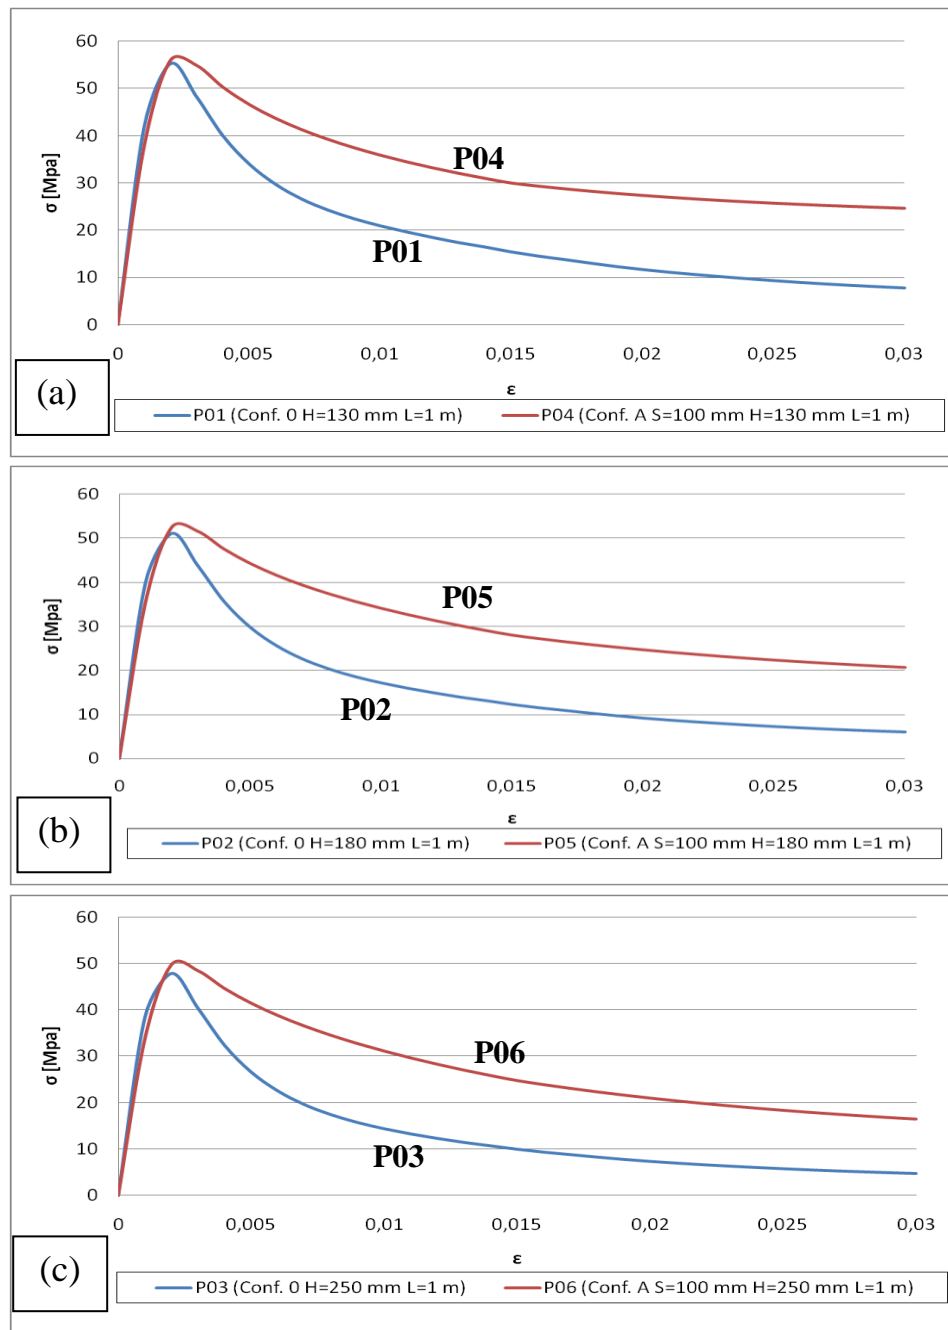 60
50
40
30
20
10
0
σ [Mpa]
P04
P01
0 0,005 0,01 0,015 0,02 0,025 0,03
ε
(a)
P01 (Conf. 0 H=130 mm L=1 m) P04 (Conf. A S=100 mm H=130 mm L=1 m)
60
50
40
30
20
10
0
σ [Mpa]
P05
P02
0 0,005 0,01 0,015 0,02 0,025 0,03
ε
(b)
P02 (Conf. 0 H=180 mm L=1 m) P05 (Conf. A S=100 mm H=180 mm L=1 m)
60
50
40
30
20
10
0
σ [Mpa]
P06
P03
0 0,005 0,01 0,015 0,02 0,025 0,03
ε
(c)
P03 (Conf. 0 H=250 mm L=1 m) P06 (Conf. A S=100 mm H=250 mm L=1 m)